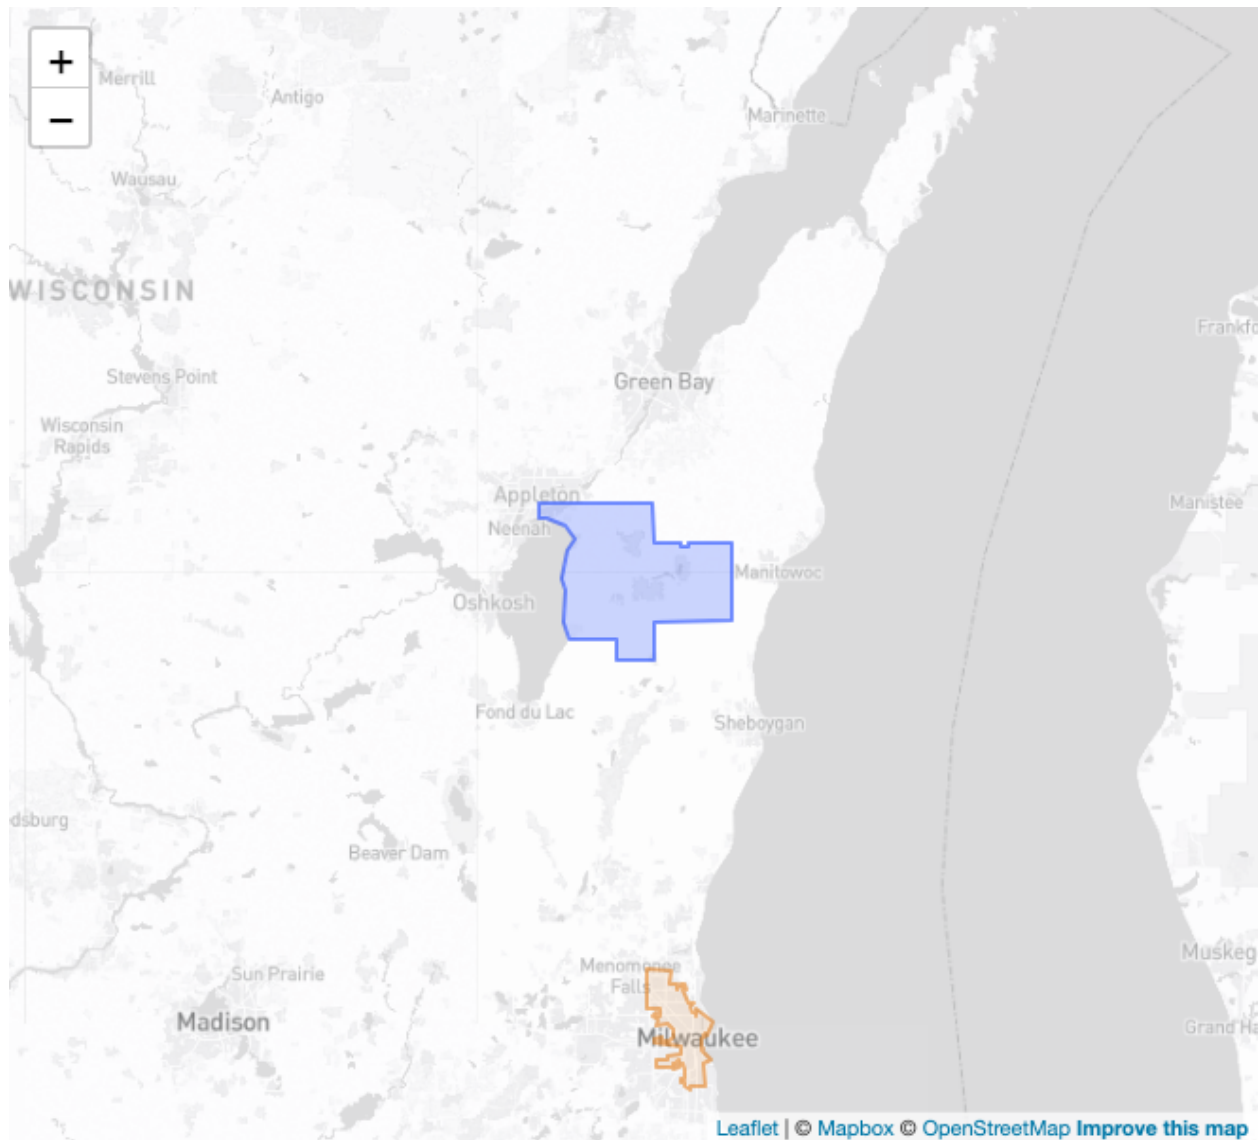 +
−
Merrill
Antigo
Marinette
Wausau
WISCONSIN
Frankfo
Stevens Point
Green Bay
Wisconsin
Rapids
Appleton
Manistee
Neenah
Manitowoc
Oshkosh
Fond du Lac
Sheboygan
dsburg
Beaver Dam
Menomonee
Falls
Sun Prairie
Muskeg
Madison
Milwaukee
Grand Ha
Leaflet | © Mapbox © OpenStreetMap Improve this map